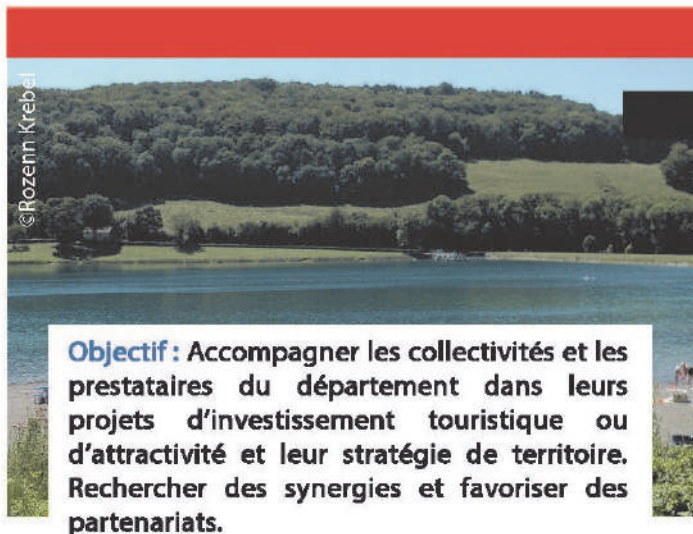 ©Rozenn Krebel
Objectif : Accompagner les collectivités et les
prestataires du département dans leurs
projets d'investissement touristique ou
d'attractivité et leur stratégie de territoire.
Rechercher des synergies et favoriser des
partenariats.